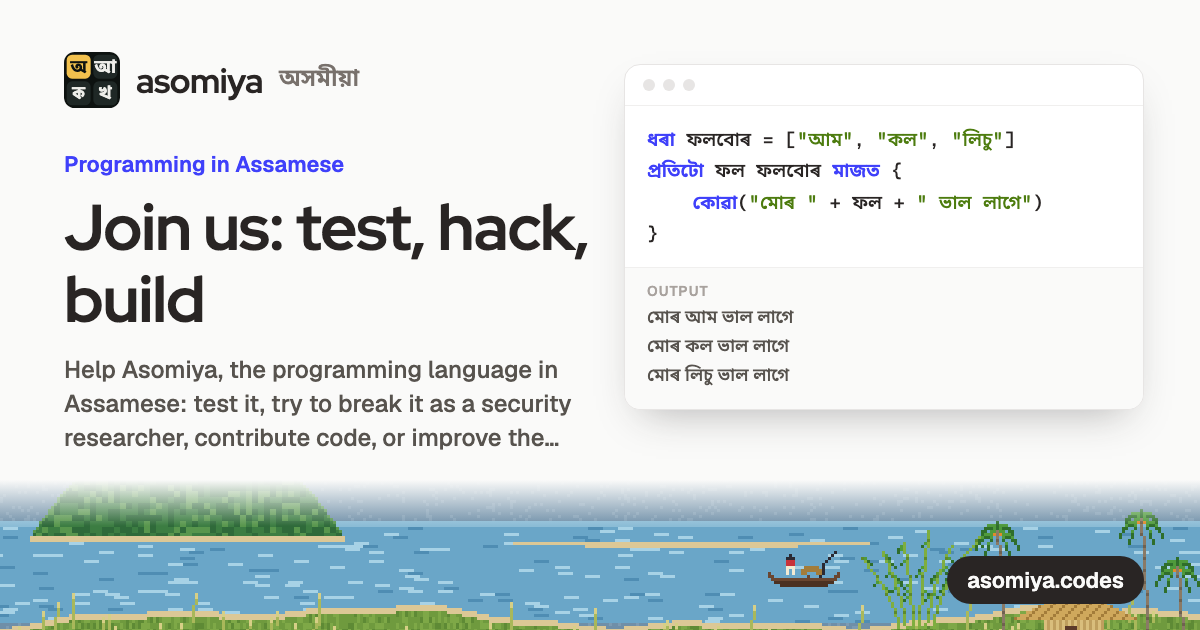 অ আ
ক খ
asomiya অসমীয়া
Programming in Assamese
Join us: test, hack,
build
Help Asomiya, the programming language in
Assamese: test it, try to break it as a security
researcher, contribute code, or improve the...
ধৰা ফলবোৰ = ["আম", "কল", "লিচু"]
প্ৰতিটো ফল ফলবোৰ মাজত {
    কোৱা("মোৰ " + ফল + " ভাল লাগে")
}
OUTPUT
মোৰ আম ভাল লাগে
মোৰ কল ভাল লাগে
মোৰ লিচু ভাল লাগে
asomiya.codes